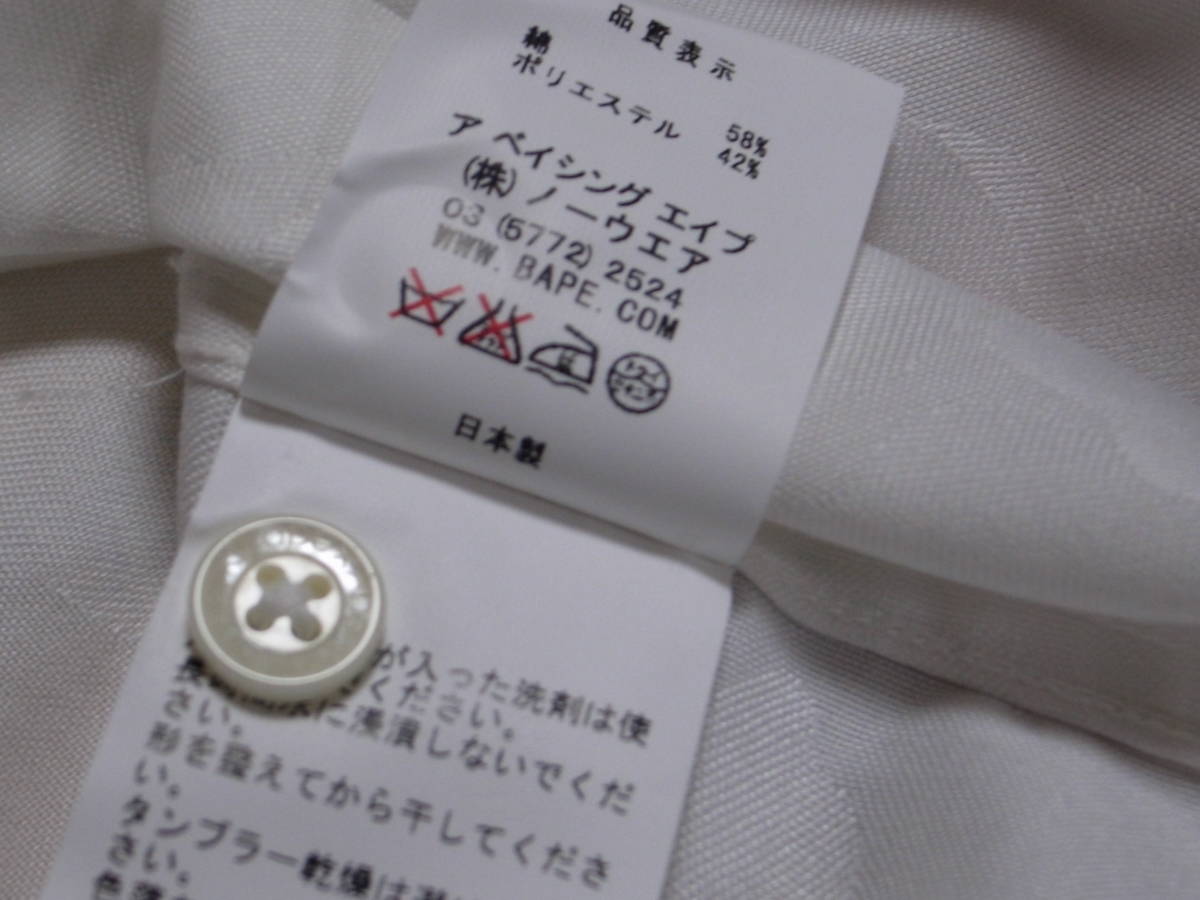 品質表示
綿 58%
ポリエステル 42%
ア ベイシング エイプ
(株) ノーウエア
03 (5772) 2524
WWW.BAPE.COM
ドライ
日本製
が入った洗剤は使
ください。
に浸漬しないでくだ
さい。
形を整えてから干してくださ
い。
タンブラー乾燥は
さい。